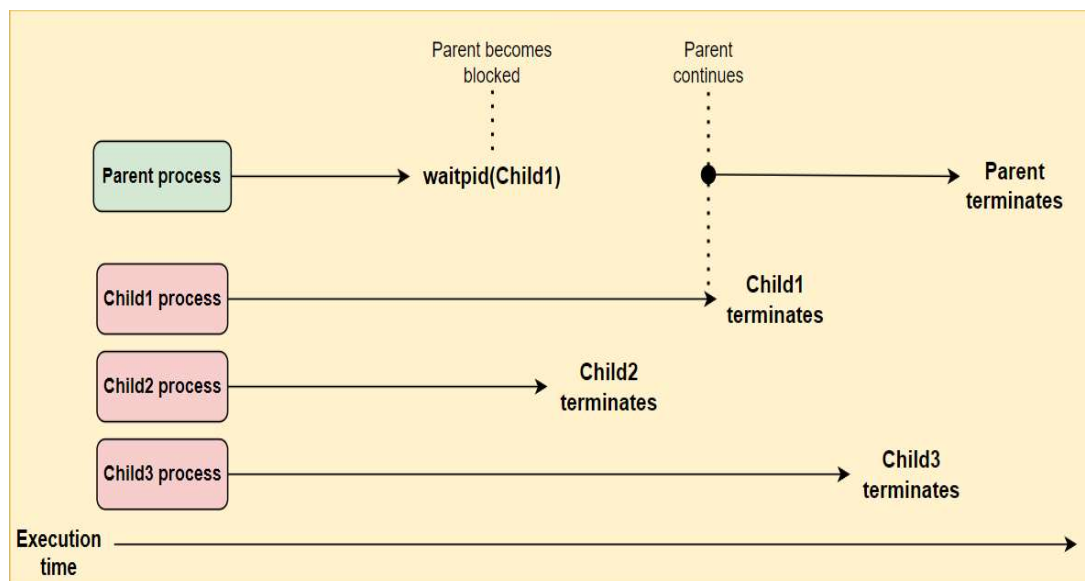 Parent becomes
blocked
Parent
continues
Parent process
waitpid(Child1)
Parent
terminates
Child1 process
Child1
terminates
Child2 process
Child2
terminates
Child3 process
Child3
terminates
Execution
time